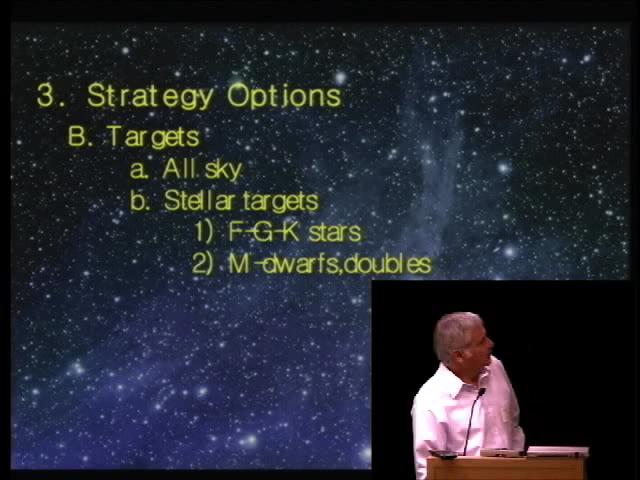 3. Strategy Options
B. Targets
a. All sky
b. Stellar targets
1) F-G-K stars
2) M-dwarfs,doubles